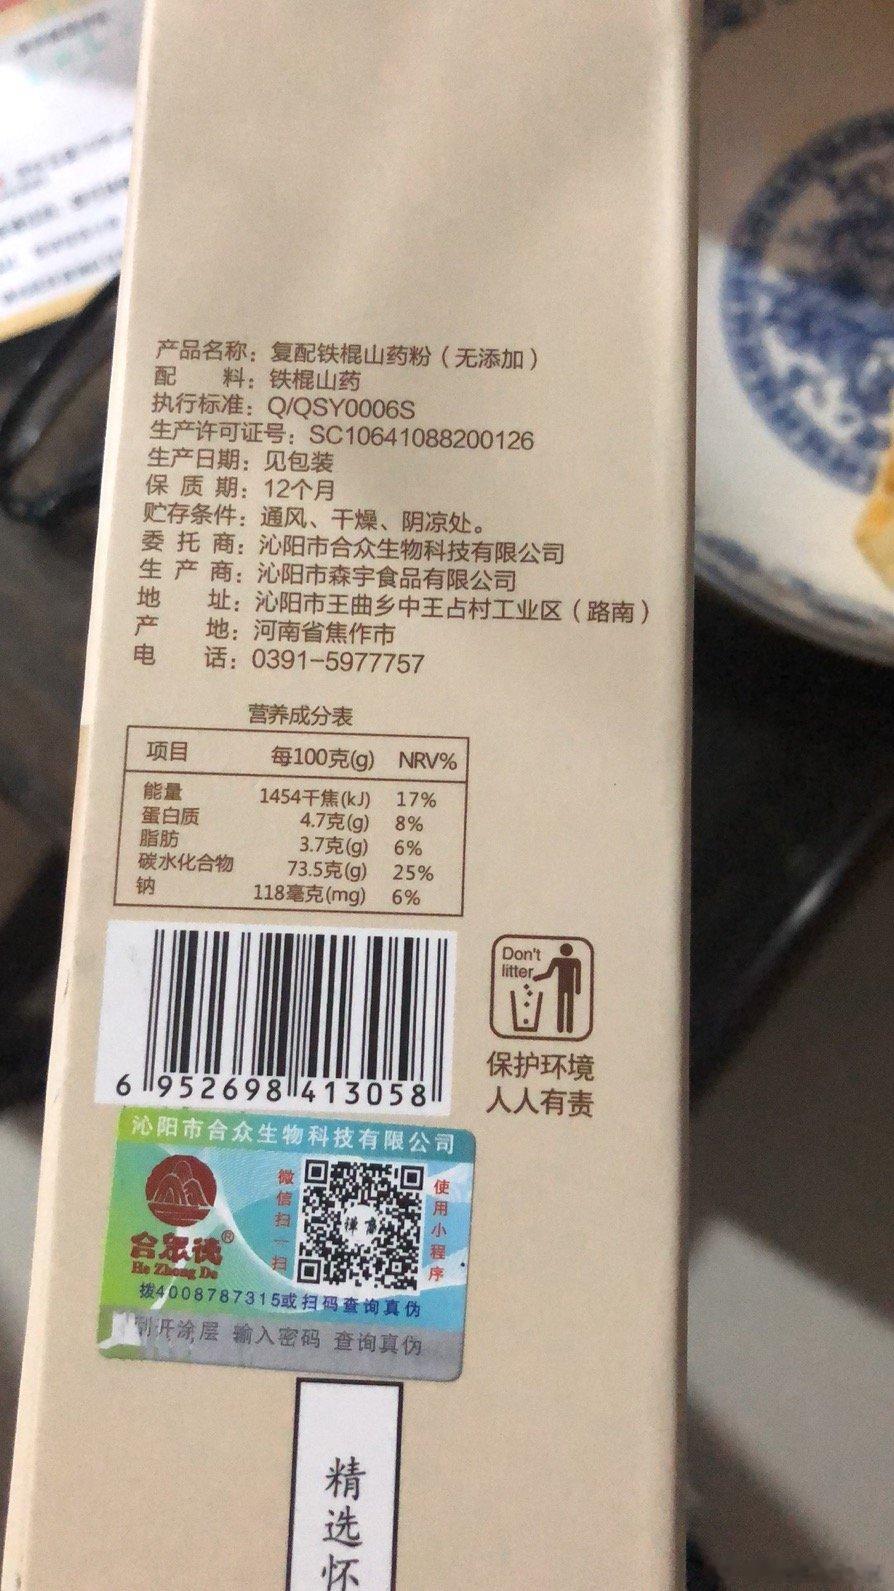 产品名称：复配铁棍山药粉（无添加）
配 料：铁棍山药
执行标准：Q/QSY0006S
生产许可证号：SC10641088200126
生产日期：见包装
保质期：12个月
贮存条件：通风、干燥、阴凉处。
委托商：沁阳市合众生物科技有限公司
生产商：沁阳市森宇食品有限公司
地 址：沁阳市王曲乡中王占村工业区（路南）
产 地：河南省焦作市
电 话：0391-5977757
营养成分表
项目 每100克(g) NRV%
能量 1454千焦(kJ) 17%
蛋白质 4.7克(g) 8%
脂肪 3.7克(g) 6%
碳水化合物 73.5克(g) 25%
钠 118毫克(mg) 6%
Don't
litter
保护环境
人人有责
6 952698 413058
沁阳市合众生物科技有限公司
微信扫一扫
使用小程序
合眾德®
He Zhong De
拨4008787315或扫码查询真伪
刮开涂层 输入密码 查询真伪
精选怀